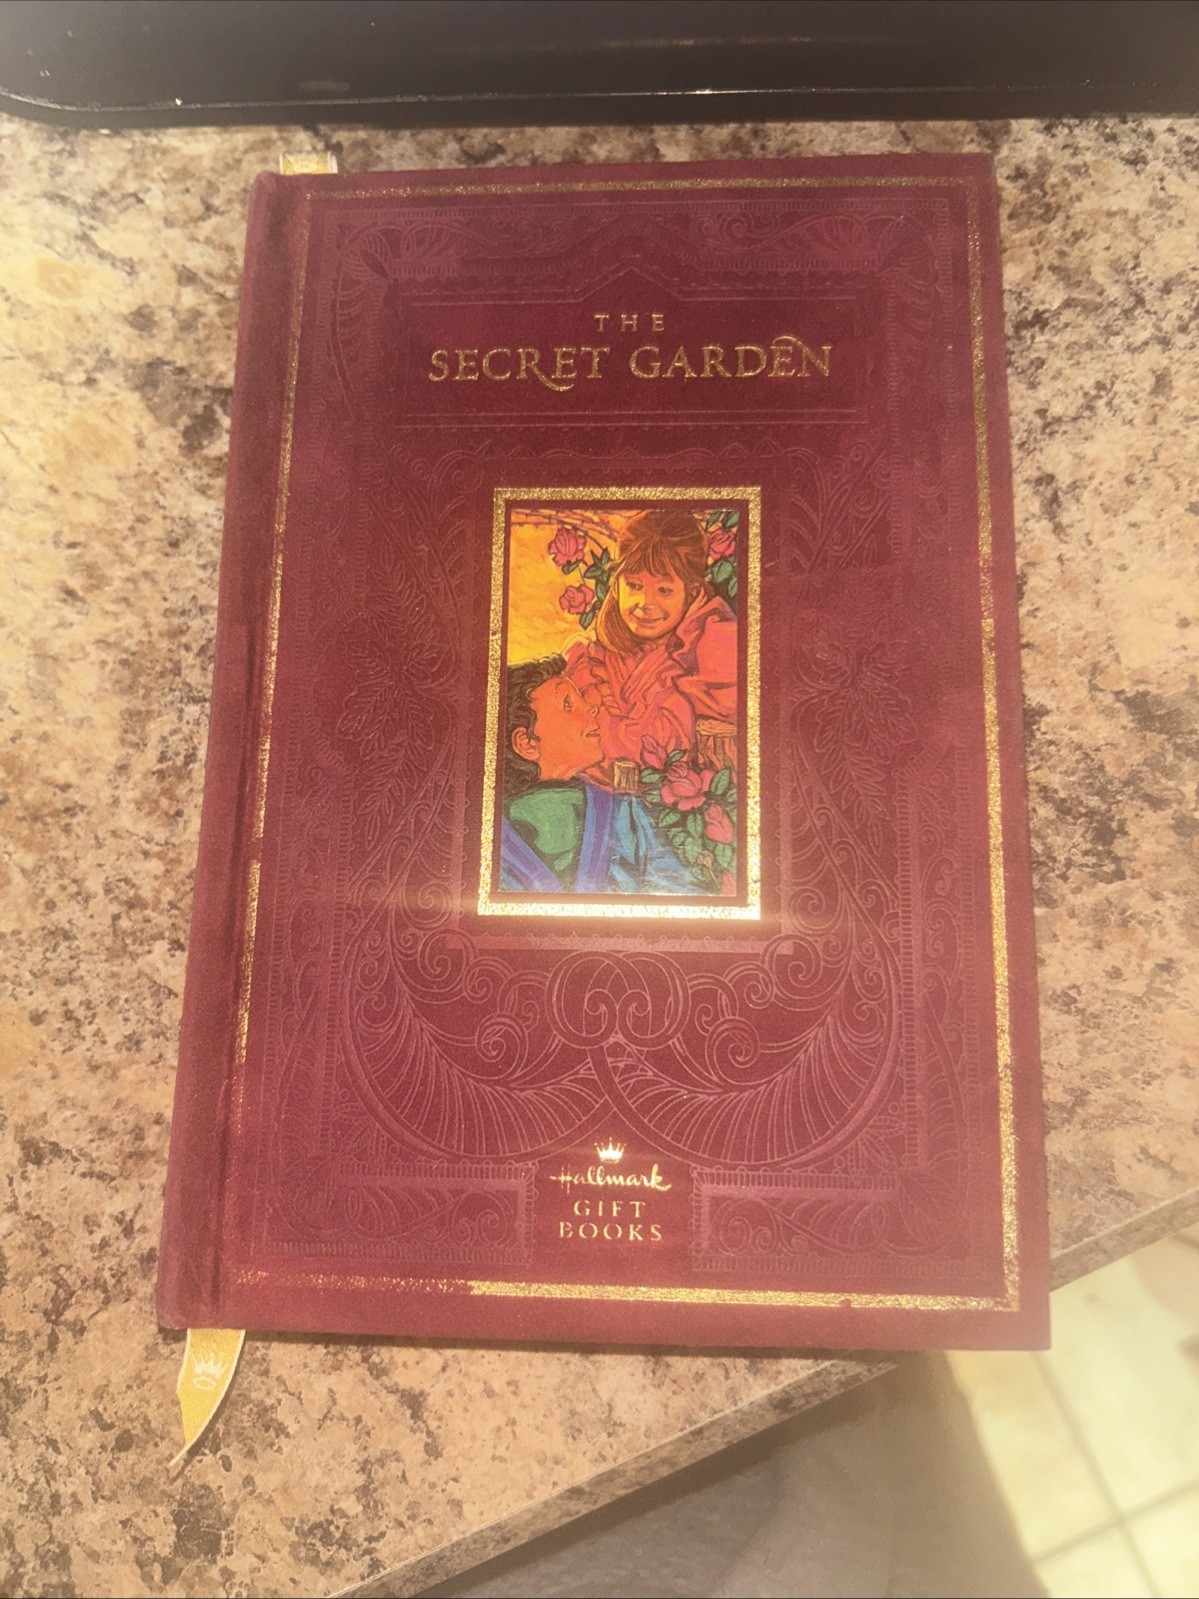 THE
SECRET GARDEN
Hallmark
GIFT
BOOKS